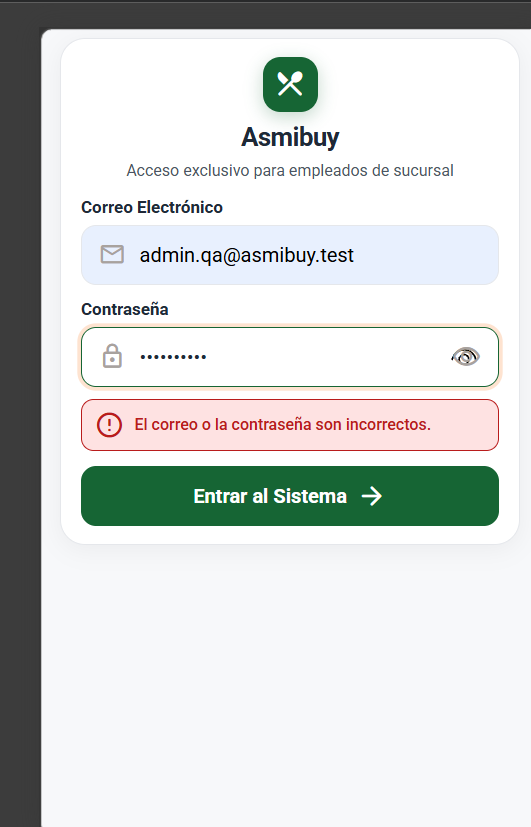 Asmibuy
Acceso exclusivo para empleados de sucursal
Correo Electrónico
admin.qa@asmibuy.test
Contraseña
••••••••••
El correo o la contraseña son incorrectos.
Entrar al Sistema